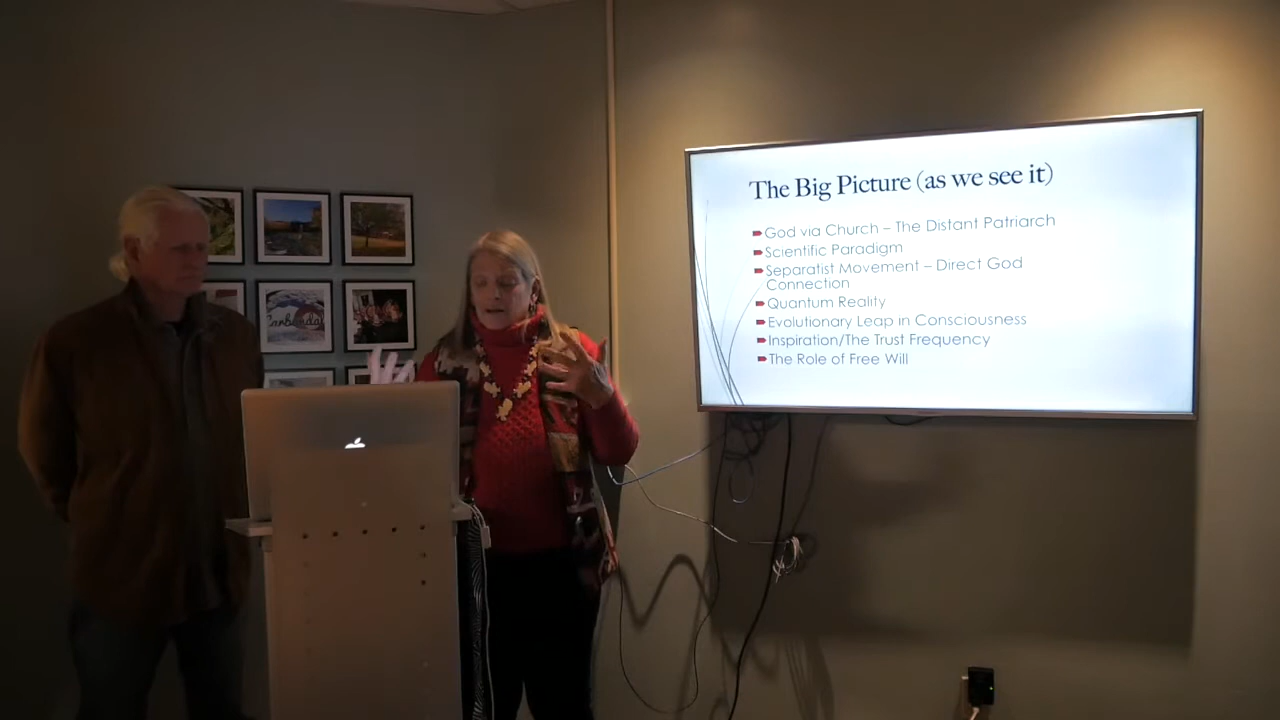 The Big Picture (as we see it)
God via Church – The Distant Patriarch
Scientific Paradigm
Separatist Movement – Direct God
Connection
Quantum Reality
Evolutionary Leap in Consciousness
Inspiration/The Trust Frequency
The Role of Free Will